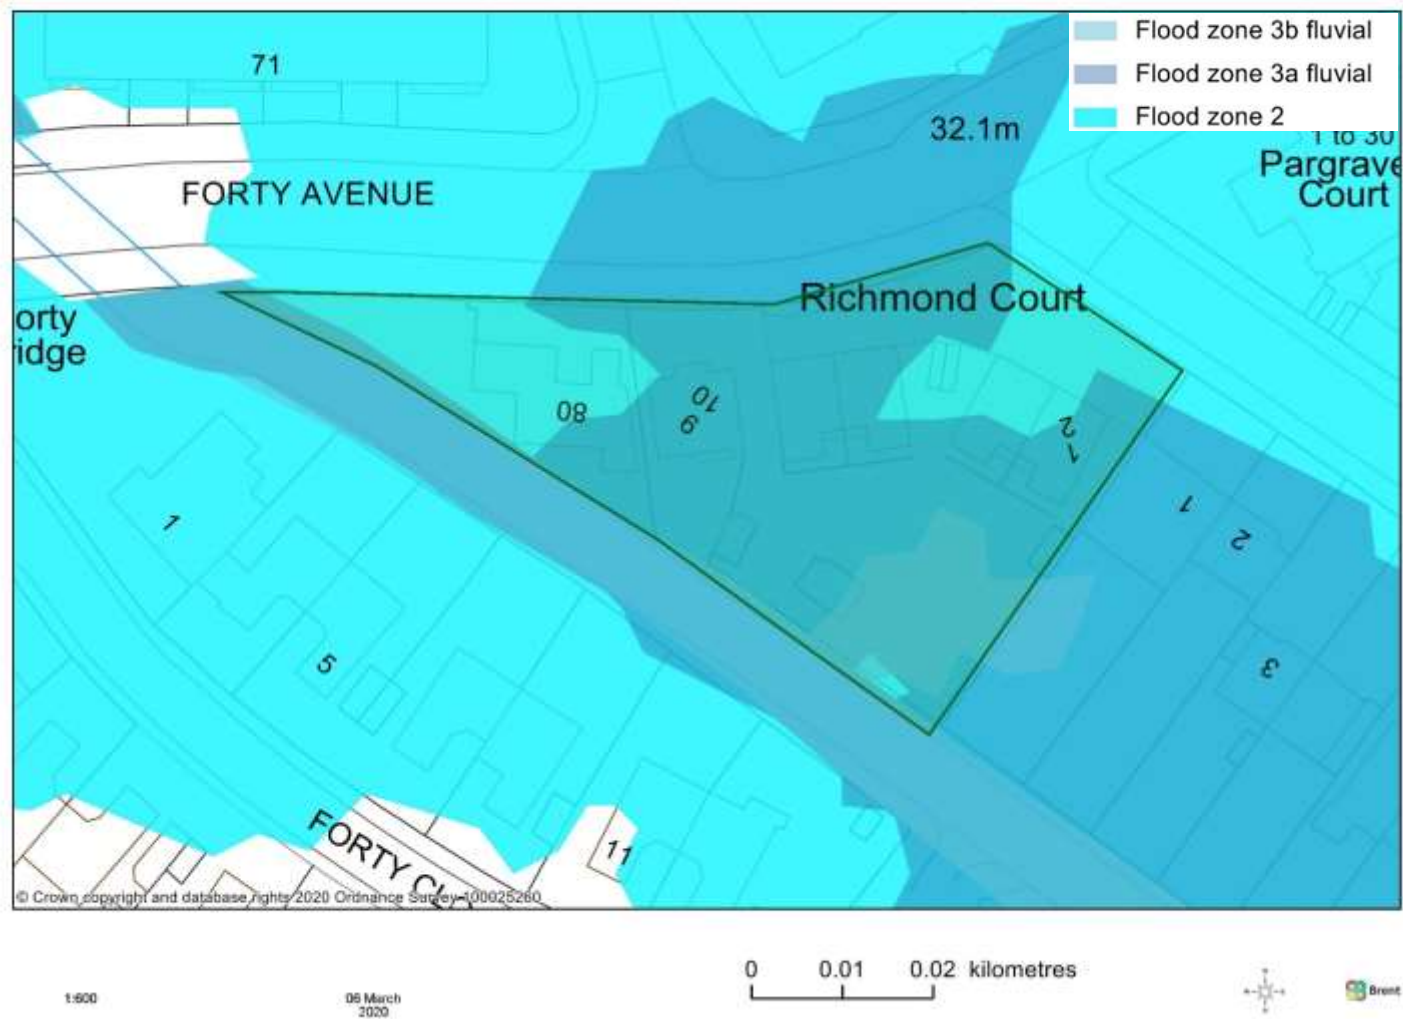 Flood zone 3b fluvial
Flood zone 3a fluvial
Flood zone 2
71
32.1m
1 to 30
Pargrave
Court
FORTY AVENUE
Richmond Court
orty
ridge
80
10
9
2
1
1
2
1
5
3
11
FORTY CL
© Crown copyright and database rights 2020 Ordnance Survey 100025260
0 0.01 0.02 kilometres
1:600
06 March
2020
Brent